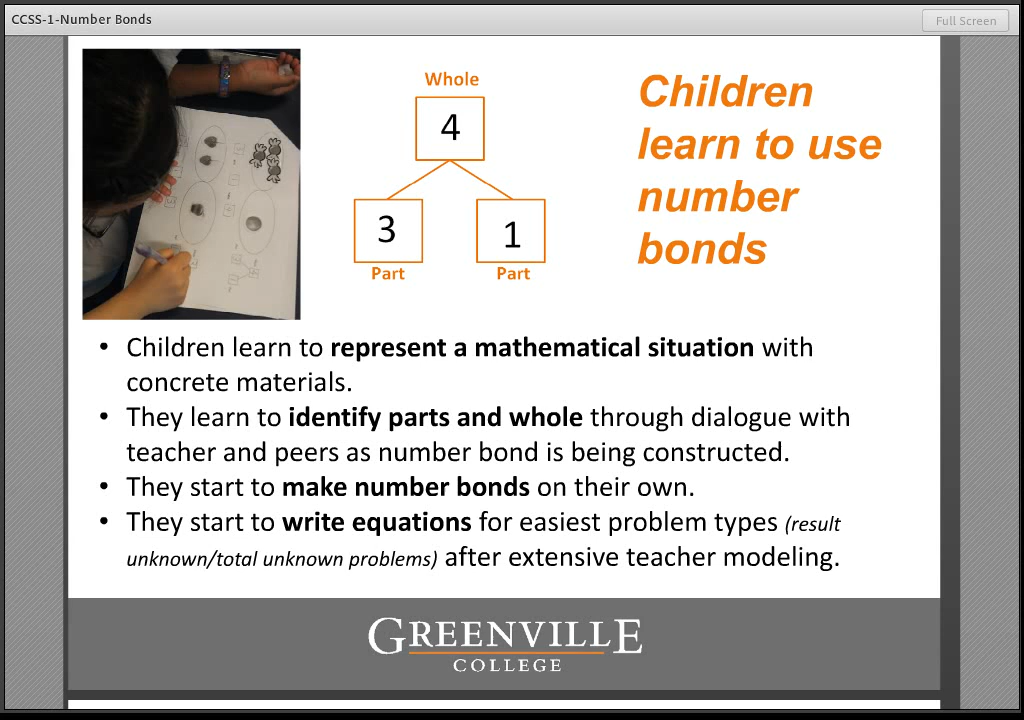 CCSS-1-Number Bonds
Full Screen
Whole
4
3
1
Part
Part
Children
learn to use
number
bonds
• Children learn to represent a mathematical situation with
concrete materials.
• They learn to identify parts and whole through dialogue with
teacher and peers as number bond is being constructed.
• They start to make number bonds on their own.
• They start to write equations for easiest problem types (result
unknown/total unknown problems) after extensive teacher modeling.
GREENVILLE
COLLEGE